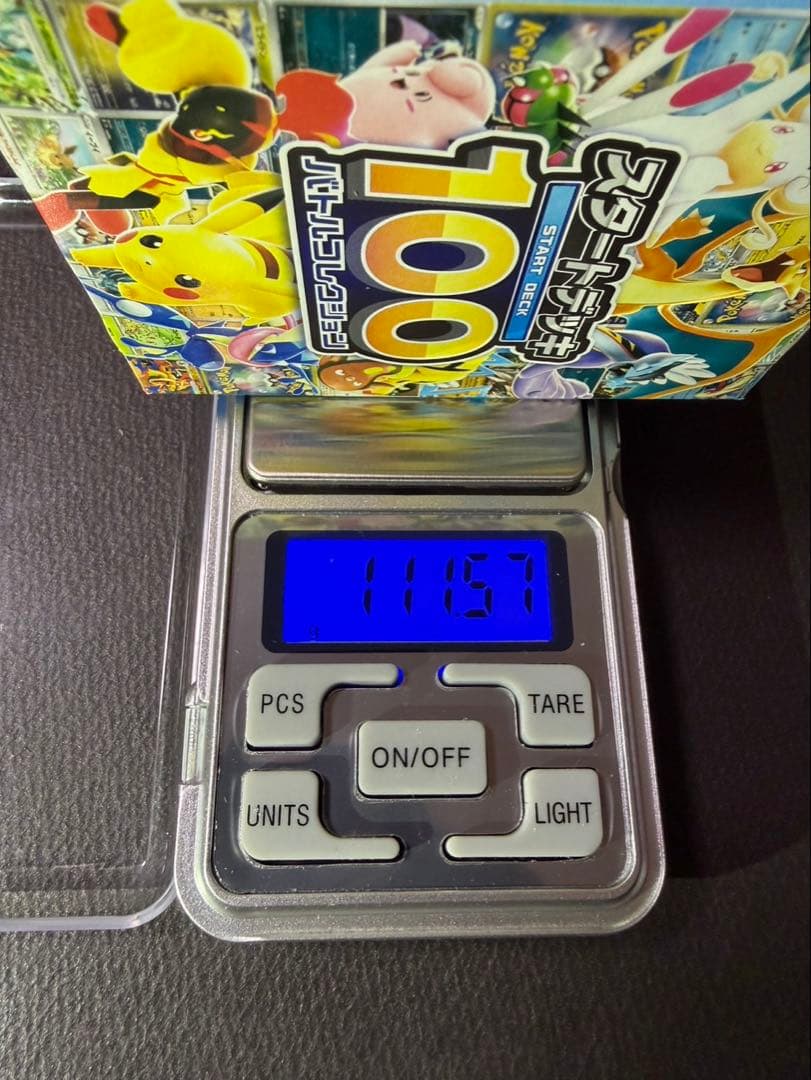 スタートデッキ
START DECK
100
バトルコレクション
111.57
g
PCS
TARE
ON/OFF
UNITS
LIGHT